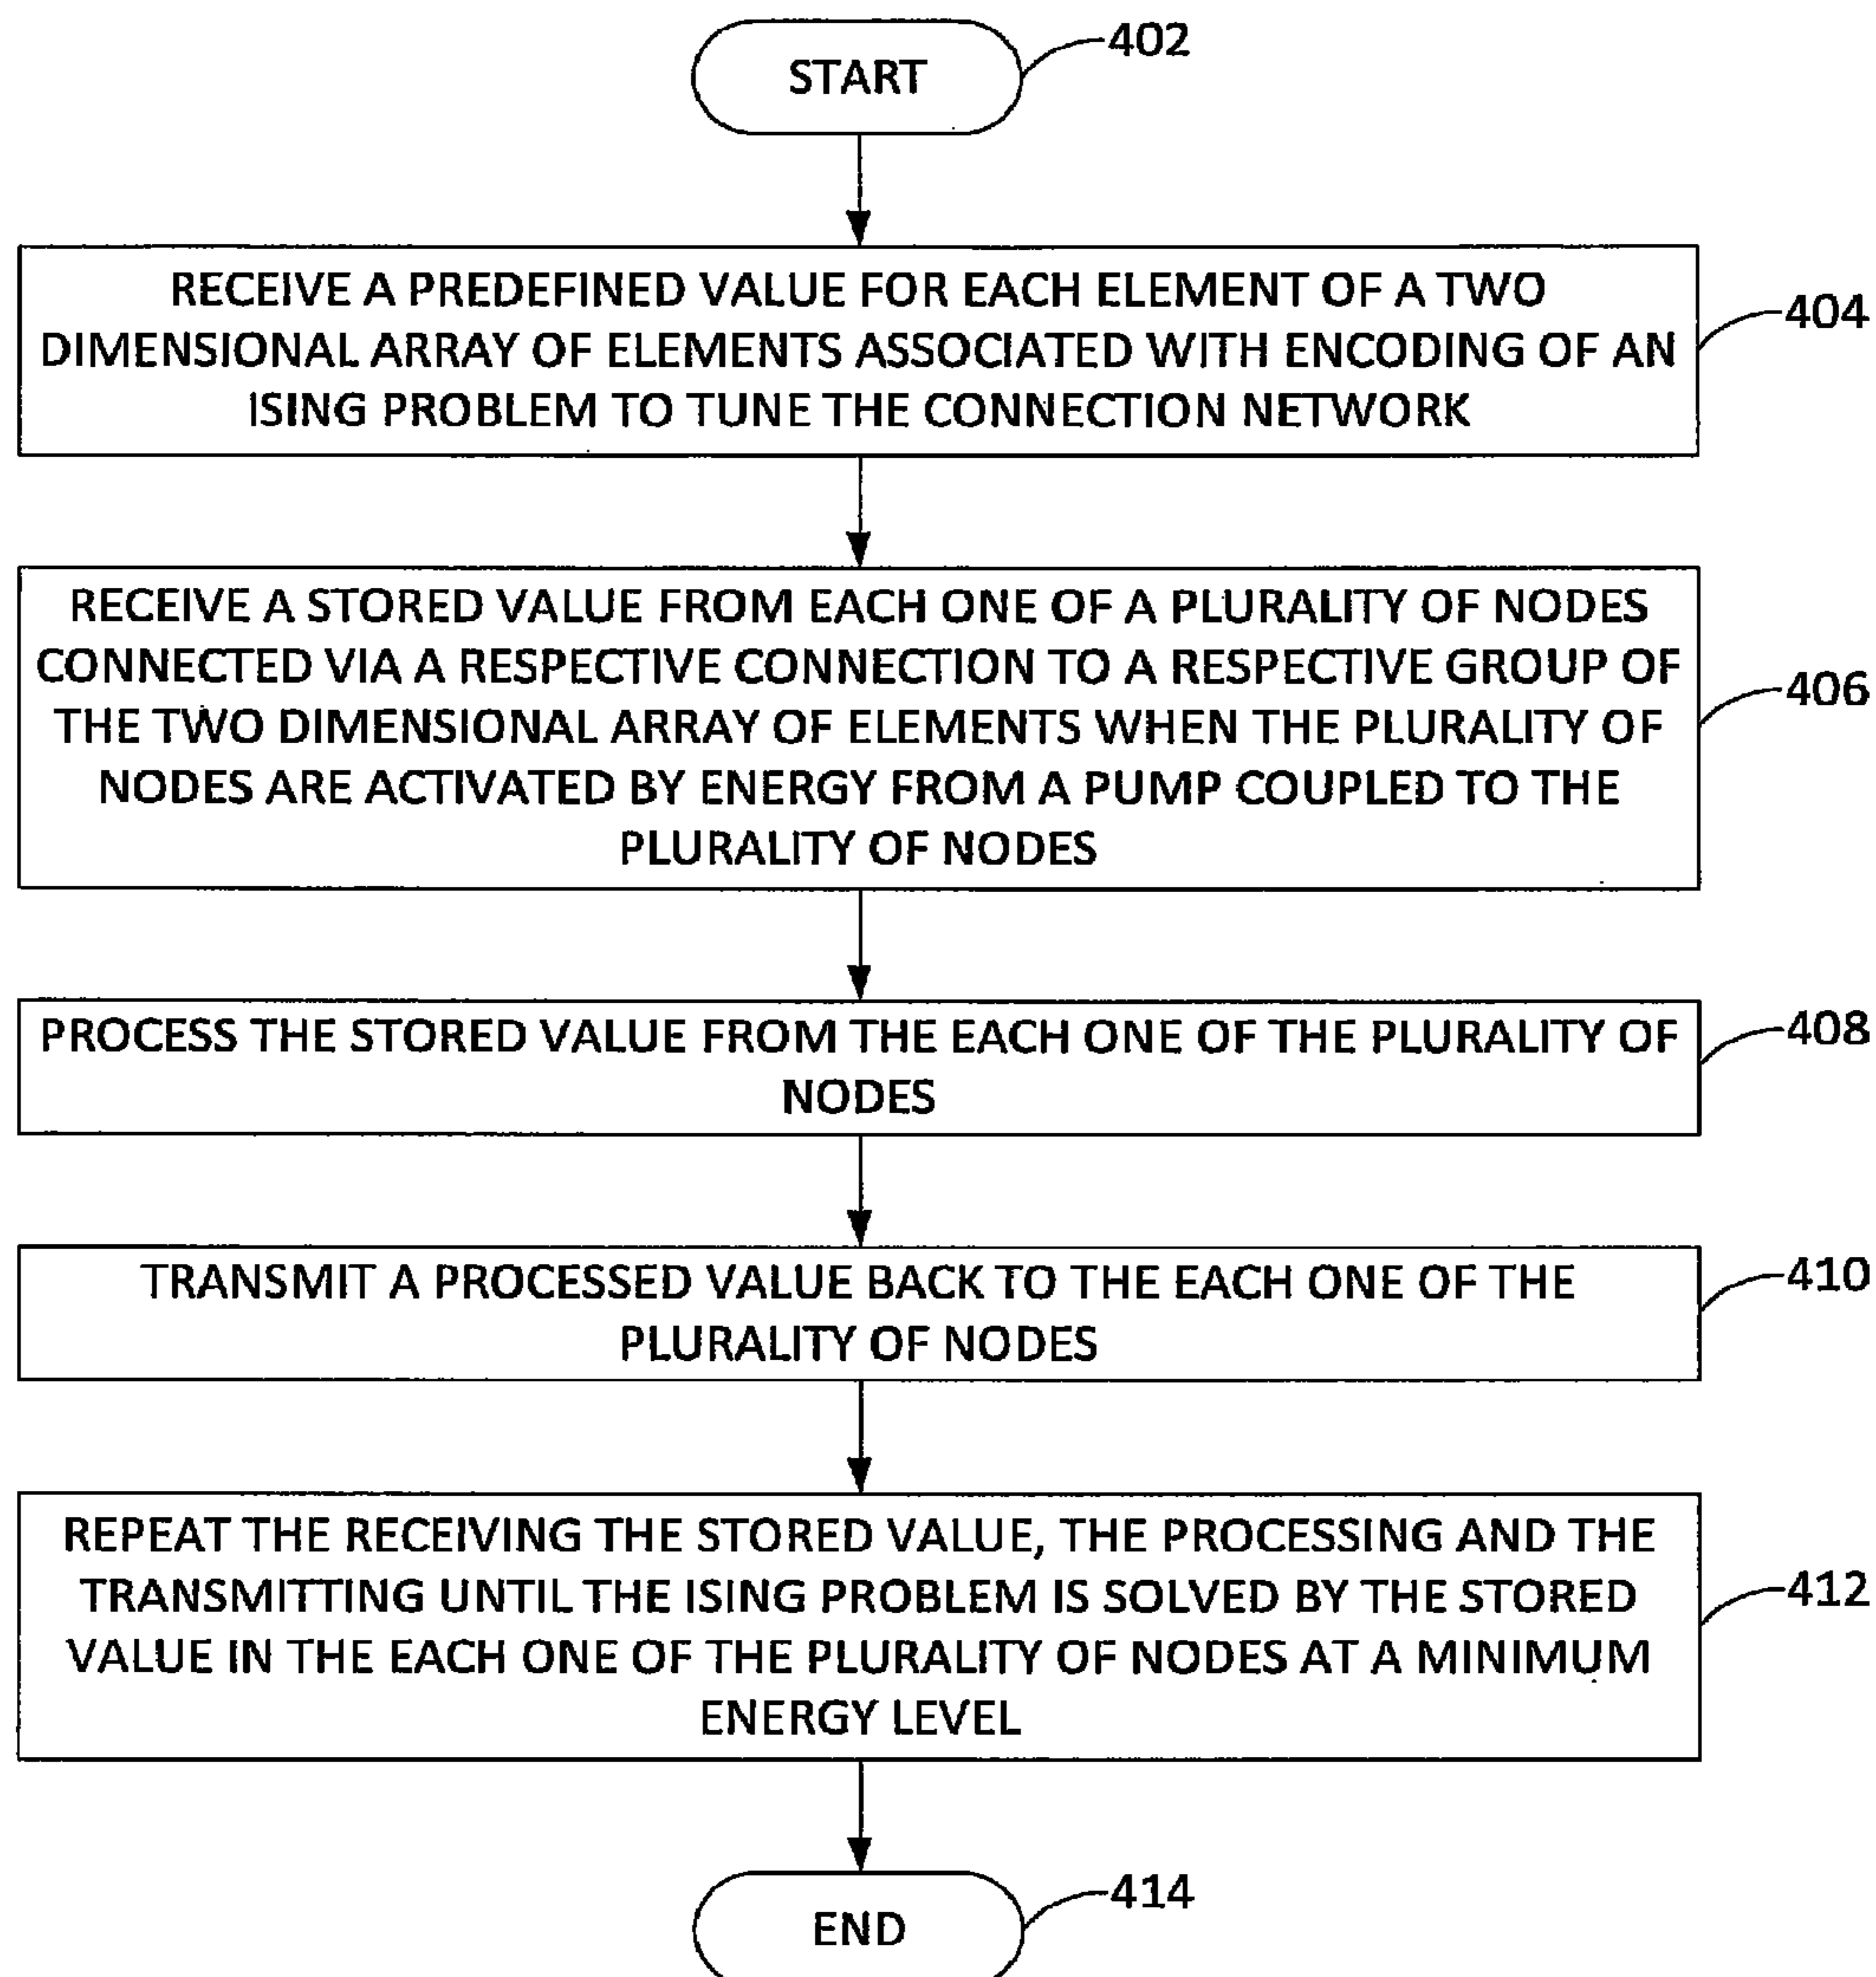 START
402
RECEIVE A PREDEFINED VALUE FOR EACH ELEMENT OF A TWO
DIMENSIONAL ARRAY OF ELEMENTS ASSOCIATED WITH ENCODING OF AN
ISING PROBLEM TO TUNE THE CONNECTION NETWORK
404
RECEIVE A STORED VALUE FROM EACH ONE OF A PLURALITY OF NODES
CONNECTED VIA A RESPECTIVE CONNECTION TO A RESPECTIVE GROUP OF
THE TWO DIMENSIONAL ARRAY OF ELEMENTS WHEN THE PLURALITY OF
NODES ARE ACTIVATED BY ENERGY FROM A PUMP COUPLED TO THE
PLURALITY OF NODES
406
PROCESS THE STORED VALUE FROM THE EACH ONE OF THE PLURALITY OF
NODES
408
TRANSMIT A PROCESSED VALUE BACK TO THE EACH ONE OF THE
PLURALITY OF NODES
410
REPEAT THE RECEIVING THE STORED VALUE, THE PROCESSING AND THE
TRANSMITTING UNTIL THE ISING PROBLEM IS SOLVED BY THE STORED
VALUE IN THE EACH ONE OF THE PLURALITY OF NODES AT A MINIMUM
ENERGY LEVEL
412
END
414